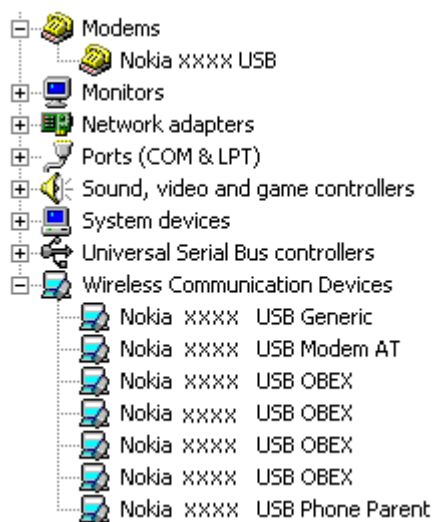 Modems
Nokia xxxx USB
Monitors
Network adapters
Ports (COM & LPT)
Sound, video and game controllers
System devices
Universal Serial Bus controllers
Wireless Communication Devices
Nokia xxxx USB Generic
Nokia xxxx USB Modem AT
Nokia xxxx USB OBEX
Nokia xxxx USB OBEX
Nokia xxxx USB OBEX
Nokia xxxx USB OBEX
Nokia xxxx USB Phone Parent